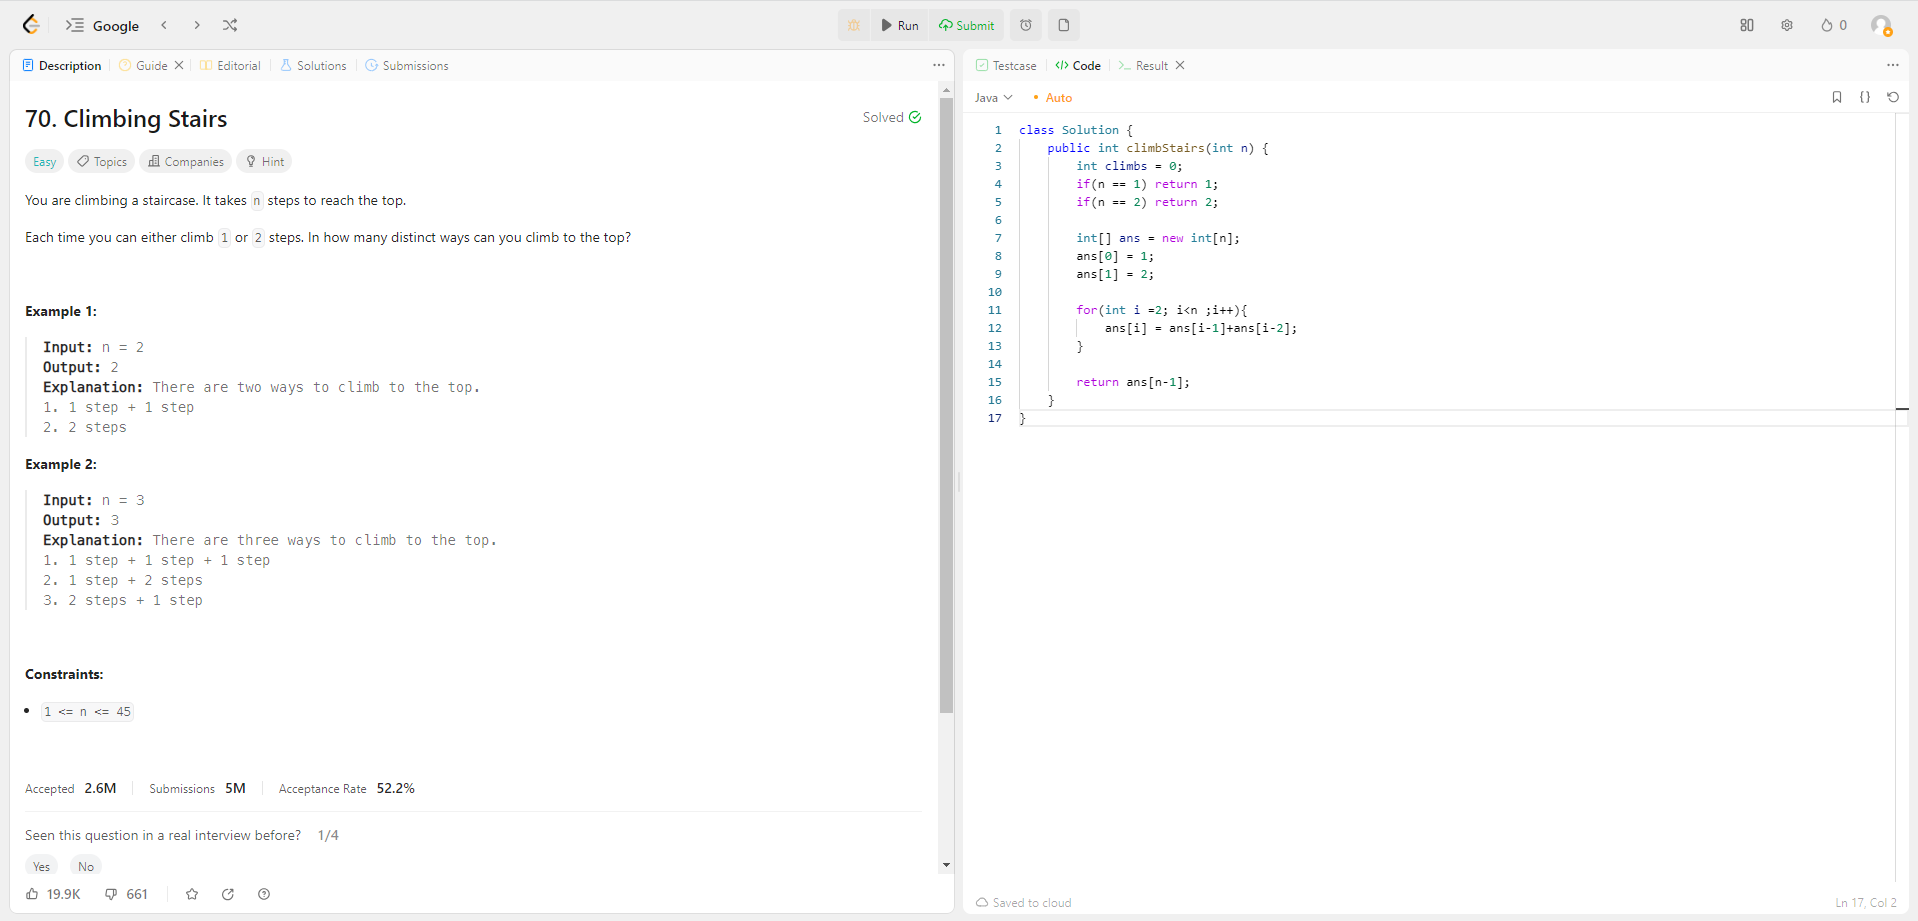 Google
Run
Submit
0
Description
Guide
Editorial
Solutions
Submissions
70. Climbing Stairs
Solved
Easy
Topics
Companies
Hint
You are climbing a staircase. It takes n steps to reach the top.
Each time you can either climb 1 or 2 steps. In how many distinct ways can you climb to the top?
Example 1:
Input: n = 2
Output: 2
Explanation: There are two ways to climb to the top.
1. 1 step + 1 step
2. 2 steps
Example 2:
Input: n = 3
Output: 3
Explanation: There are three ways to climb to the top.
1. 1 step + 1 step + 1 step
2. 1 step + 2 steps
3. 2 steps + 1 step
Constraints:
1 <= n <= 45
Accepted 2.6M
Submissions 5M
Acceptance Rate 52.2%
Seen this question in a real interview before? 1/4
Yes
No
19.9K
661
Testcase
</> Code
>_ Result
Java
Auto
{}
1 class Solution {
2     public int climbStairs(int n) {
3         int climbs = 0;
4         if(n == 1) return 1;
5         if(n == 2) return 2;
6
7         int[] ans = new int[n];
8         ans[0] = 1;
9         ans[1] = 2;
10
11         for(int i =2; i<n ;i++){
12             ans[i] = ans[i-1]+ans[i-2];
13         }
14
15         return ans[n-1];
16     }
17 }
Saved to cloud
Ln 17, Col 2